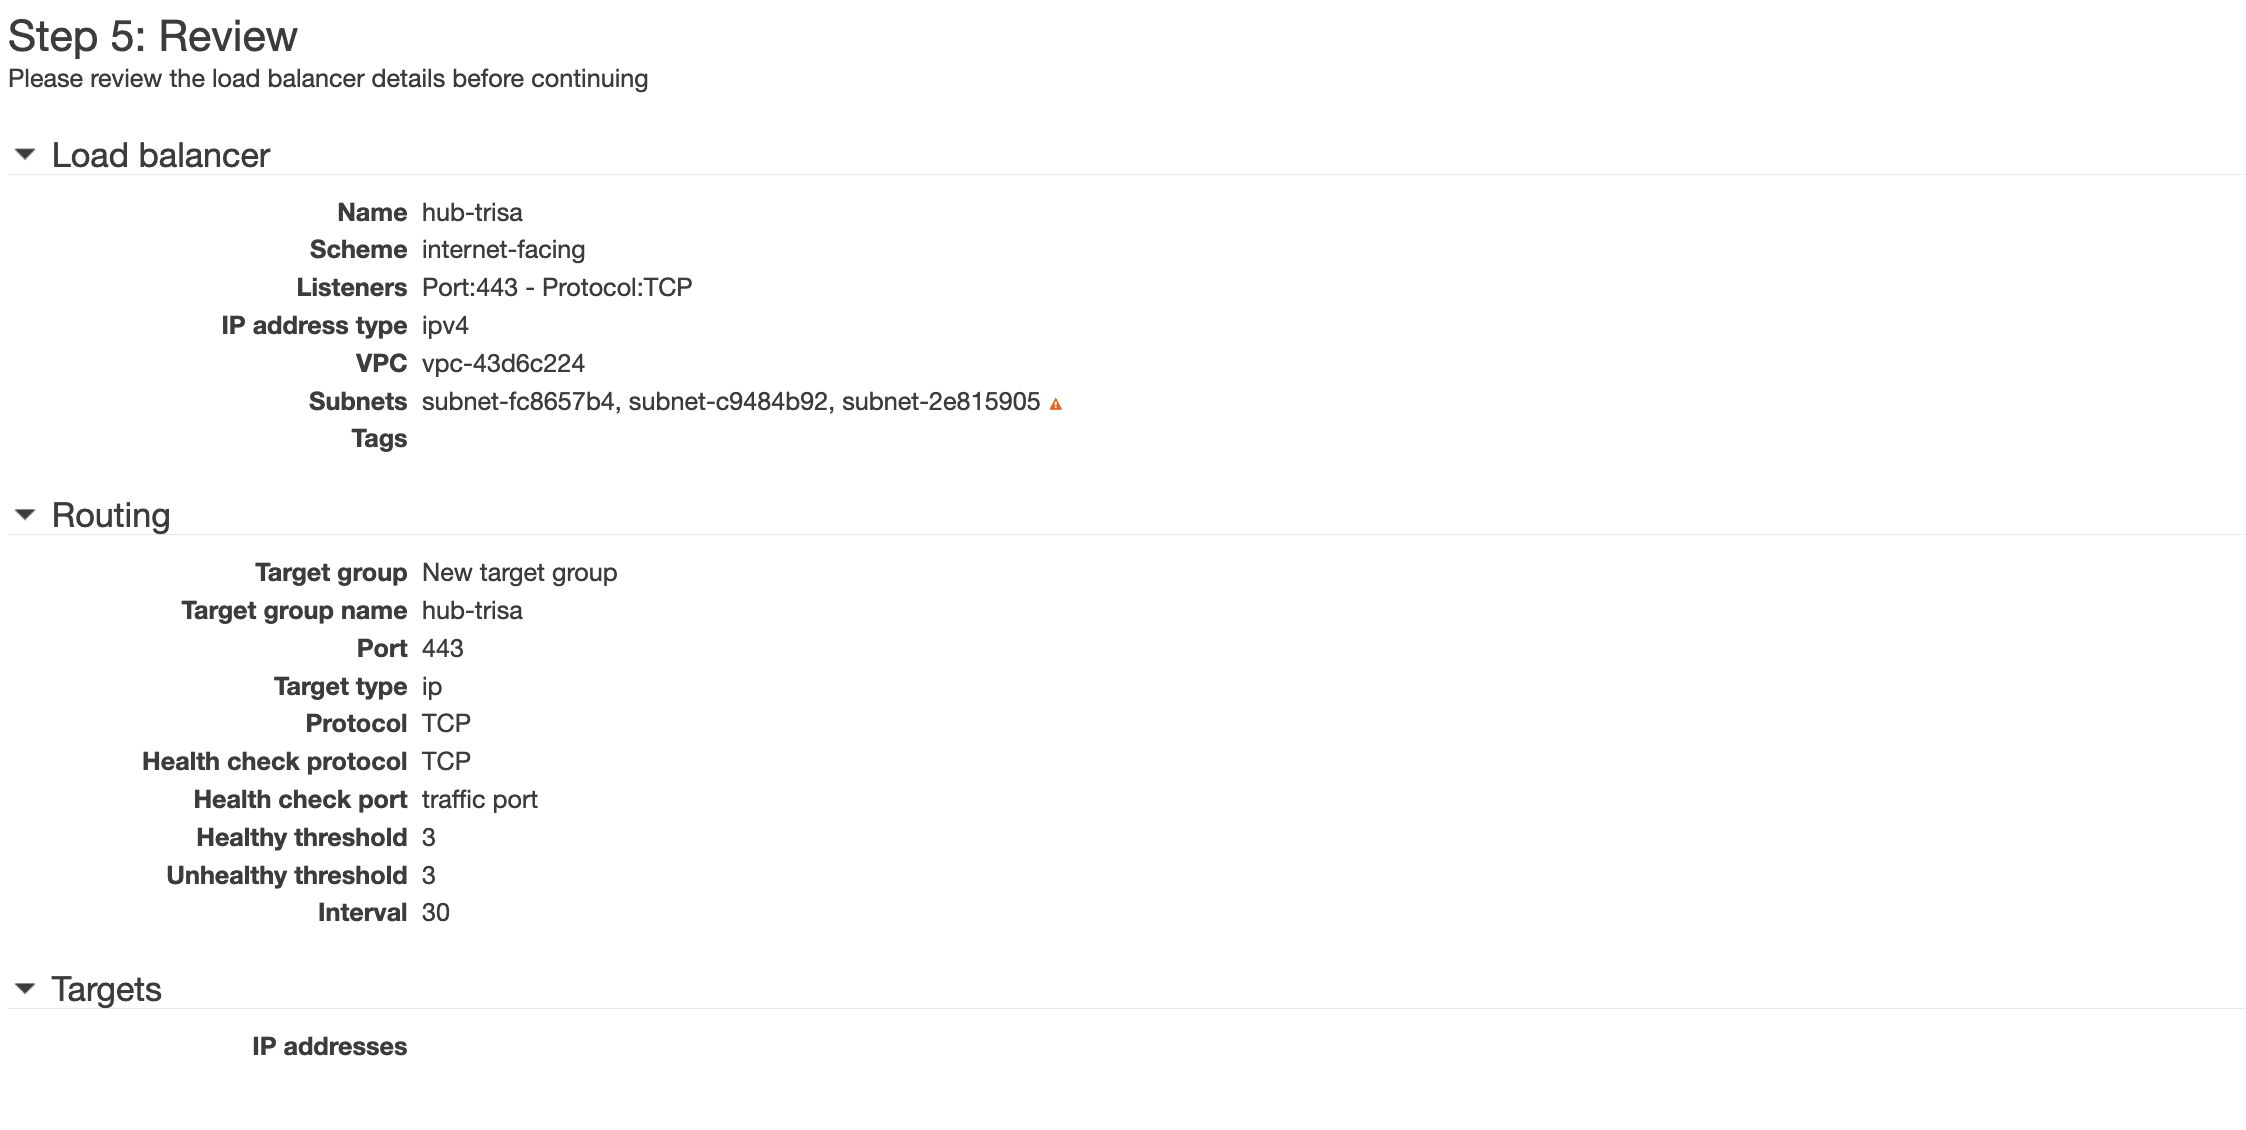 Step 5: Review
Please review the load balancer details before continuing
Load balancer
Name hub-trisa
Scheme internet-facing
Listeners Port:443 - Protocol:TCP
IP address type ipv4
VPC vpc-43d6c224
Subnets subnet-fc8657b4, subnet-c9484b92, subnet-2e815905
Tags
Routing
Target group New target group
Target group name hub-trisa
Port 443
Target type ip
Protocol TCP
Health check protocol TCP
Health check port traffic port
Healthy threshold 3
Unhealthy threshold 3
Interval 30
Targets
IP addresses